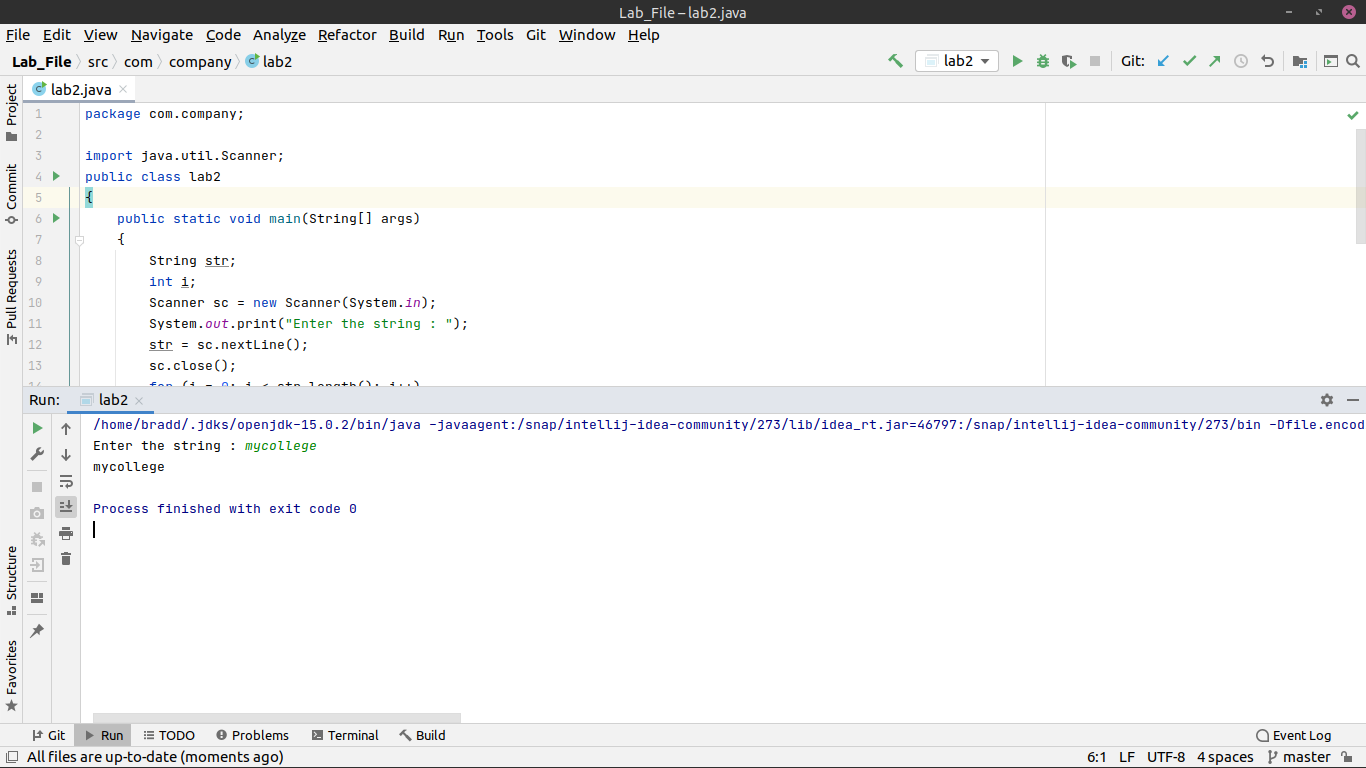 Lab_File – lab2.java
File Edit View Navigate Code Analyze Refactor Build Run Tools Git Window Help
Lab_File src com company lab2 lab2 Git:
lab2.java
Project
Commit
Pull Requests
Structure
Favorites
1 package com.company;
2
3 import java.util.Scanner;
4 public class lab2
5 {
6 public static void main(String[] args)
7 {
8 String str;
9 int i;
10 Scanner sc = new Scanner(System.in);
11 System.out.print("Enter the string : ");
12 str = sc.nextLine();
13 sc.close();
14 for (i = 0; i < str.length(); i++)
Run: lab2
/home/bradd/.jdks/openjdk-15.0.2/bin/java -javaagent:/snap/intellij-idea-community/273/lib/idea_rt.jar=46797:/snap/intellij-idea-community/273/bin -Dfile.encod
Enter the string : mycollege
mycollege
Process finished with exit code 0
Git Run TODO Problems Terminal Build Event Log
All files are up-to-date (moments ago) 6:1 LF UTF-8 4 spaces master